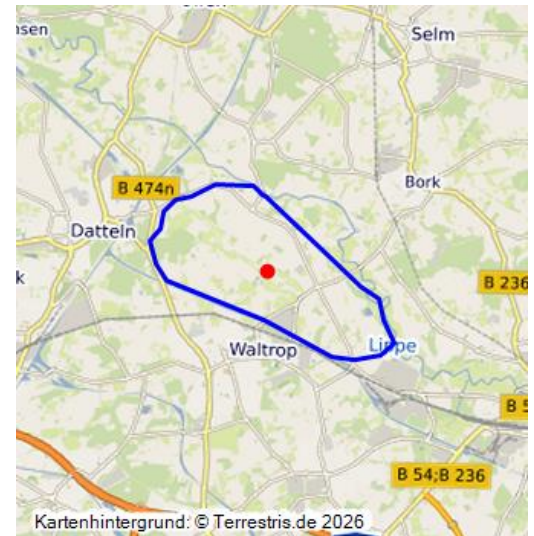 Selm
B 474n
Bork
Datteln
B 236
Waltrop
Lippe
B 54;B 236
Kartenhintergrund: © Terrestris.de 2026